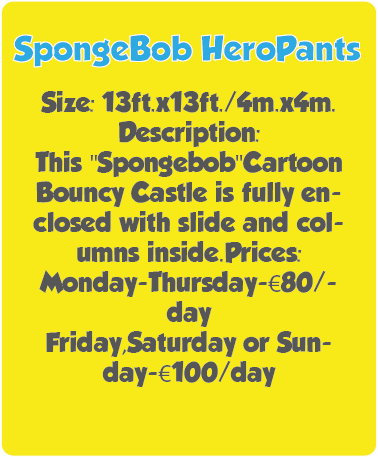 SpongeBob HeroPants
Size: 13ft.x13ft./4m.x4m.
Description:
This "Spongebob"Cartoon
Bouncy Castle is fully en-
closed with slide and col-
umns inside.Prices:
Monday-Thursday-€80/-
day
Friday,Saturday or Sun-
day-€100/day